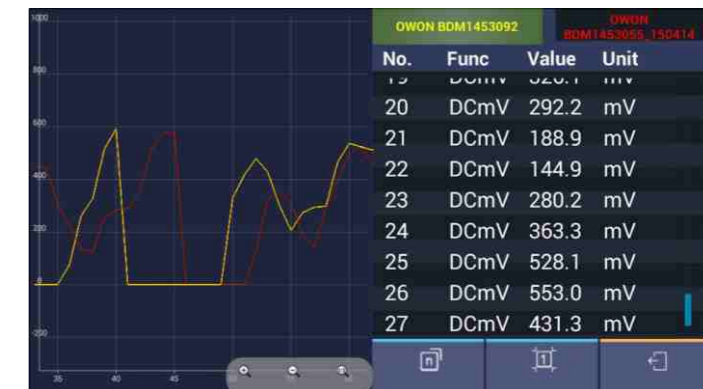 1000
800
600
400
200
0
-200
35
40
45
OWON BDM1453092
OWON
BDM1453055_150414
No. Func Value Unit
20 DCmV 292.2 mV
21 DCmV 188.9 mV
22 DCmV 144.9 mV
23 DCmV 280.2 mV
24 DCmV 363.3 mV
25 DCmV 528.1 mV
26 DCmV 553.0 mV
27 DCmV 431.3 mV
n
1